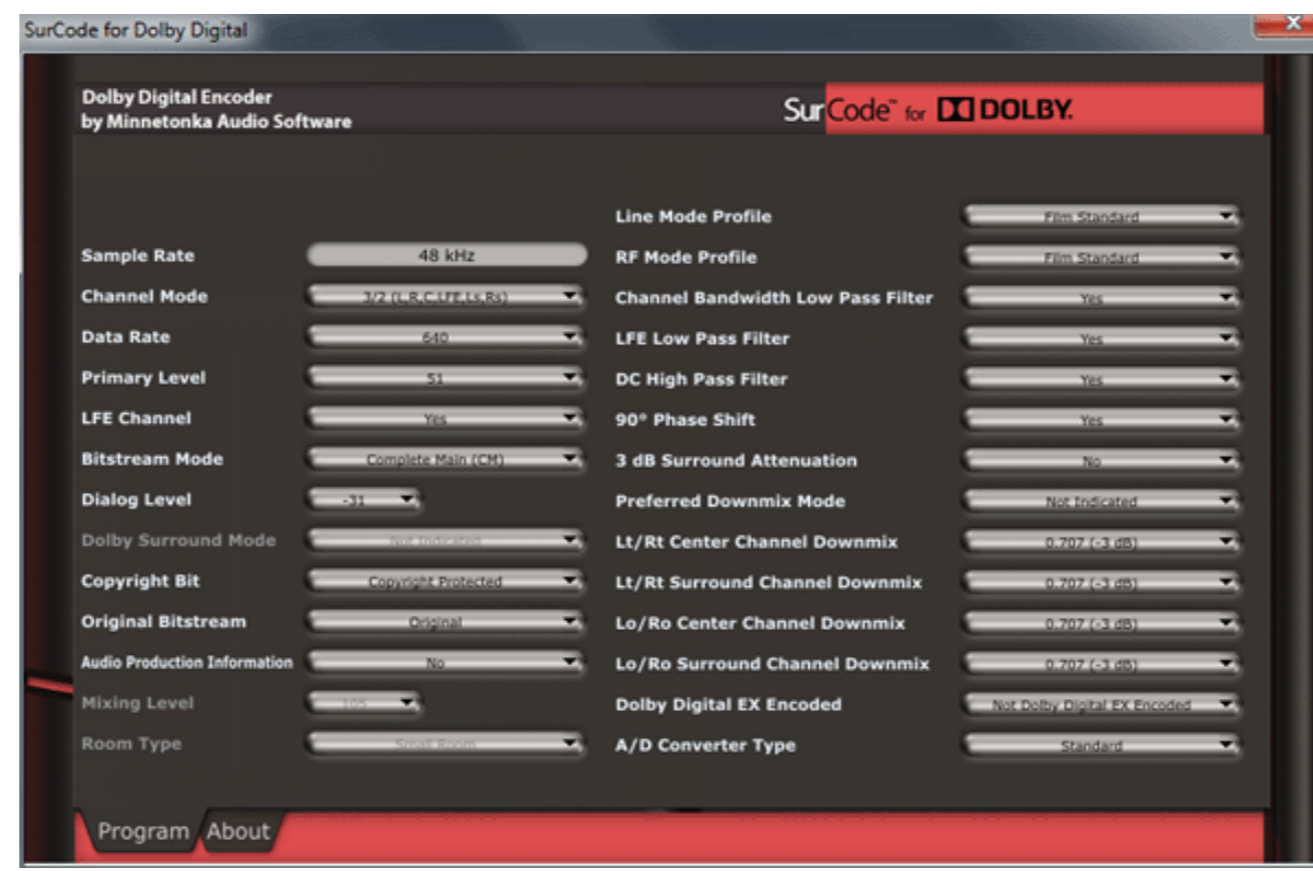 SurCode for Dolby Digital
X
Dolby Digital Encoder
by Minnetonka Audio Software
SurCode™ for DOLBY.
Line Mode Profile Film Standard
Sample Rate 48 kHz RF Mode Profile Film Standard
Channel Mode 3/2 (L,R,C,LFE,Ls,Rs) Channel Bandwidth Low Pass Filter Yes
Data Rate 640 LFE Low Pass Filter Yes
Primary Level 51 DC High Pass Filter Yes
LFE Channel Yes 90° Phase Shift Yes
Bitstream Mode Complete Main (CM) 3 dB Surround Attenuation No
Dialog Level -31 Preferred Downmix Mode Not Indicated
Dolby Surround Mode Not Indicated Lt/Rt Center Channel Downmix 0.707 (-3 dB)
Copyright Bit Copyright Protected Lt/Rt Surround Channel Downmix 0.707 (-3 dB)
Original Bitstream Original Lo/Ro Center Channel Downmix 0.707 (-3 dB)
Audio Production Information No Lo/Ro Surround Channel Downmix 0.707 (-3 dB)
Mixing Level 105 Dolby Digital EX Encoded Not Dolby Digital EX Encoded
Room Type Small Room A/D Converter Type Standard
Program About